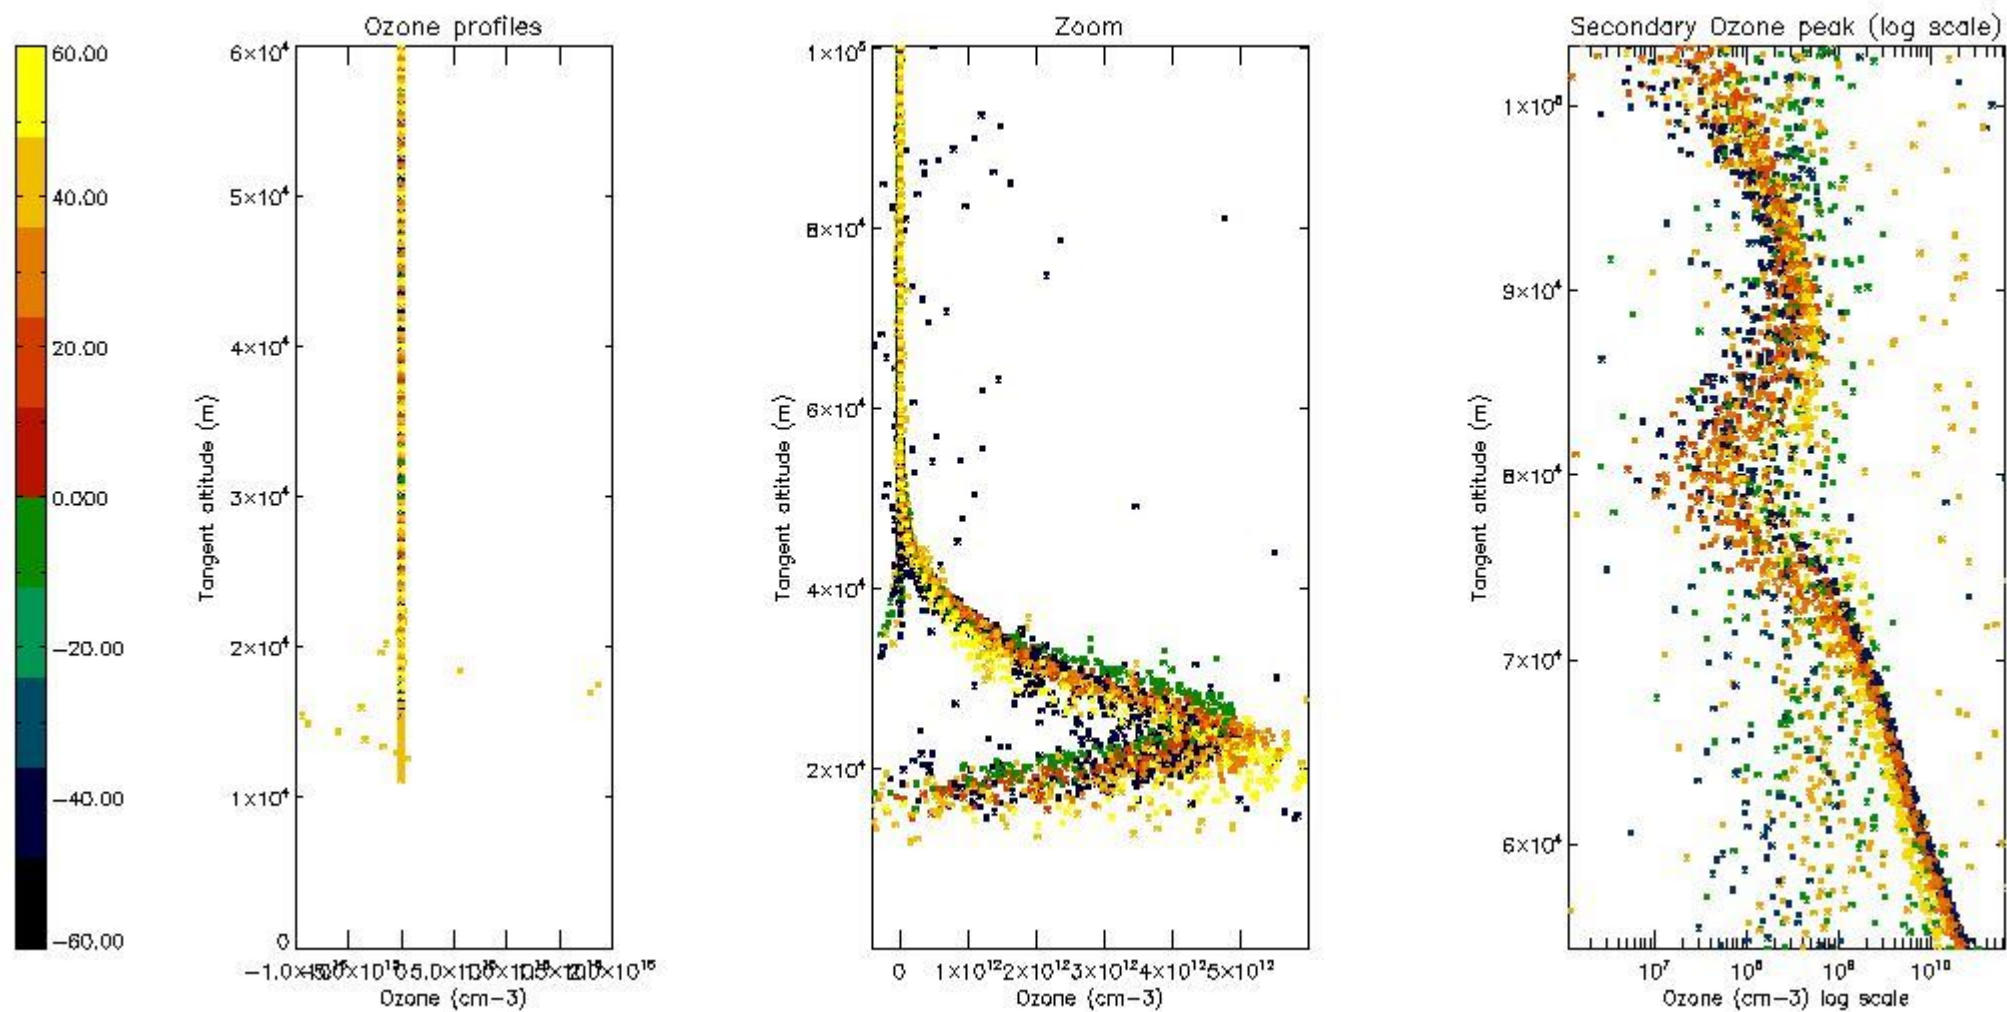 Ozone profiles
Zoom
Secondary Ozone peak (log scale)
60.00
40.00
20.00
−20.00
−40.00
−60.00
6×10⁴
5×10⁴
4×10⁴
3×10⁴
2×10⁴
1×10⁴
0
Tangent altitude (m)
Ozone (cm−3)
1×10⁵
8×10⁴
6×10⁴
4×10⁴
2×10⁴
Tangent altitude (m)
0 1×10¹² 2×10¹² 3×10¹² 4×10¹² 5×10¹²
Ozone (cm−3)
9×10⁴
8×10⁴
7×10⁴
6×10⁴
Tangent altitude (m)
10⁷ 10⁸ 10⁹ 10¹⁰
Ozone (cm−3) log scale